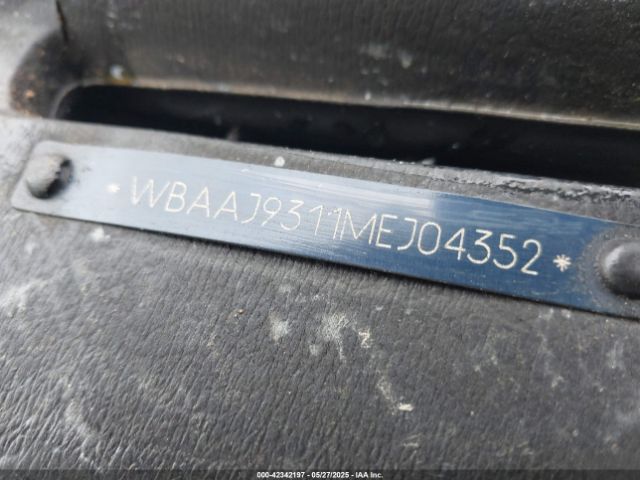 * WBAAJ9311MEJ04352 *
000-42342197 - 05/27/2025 - IAA Inc.